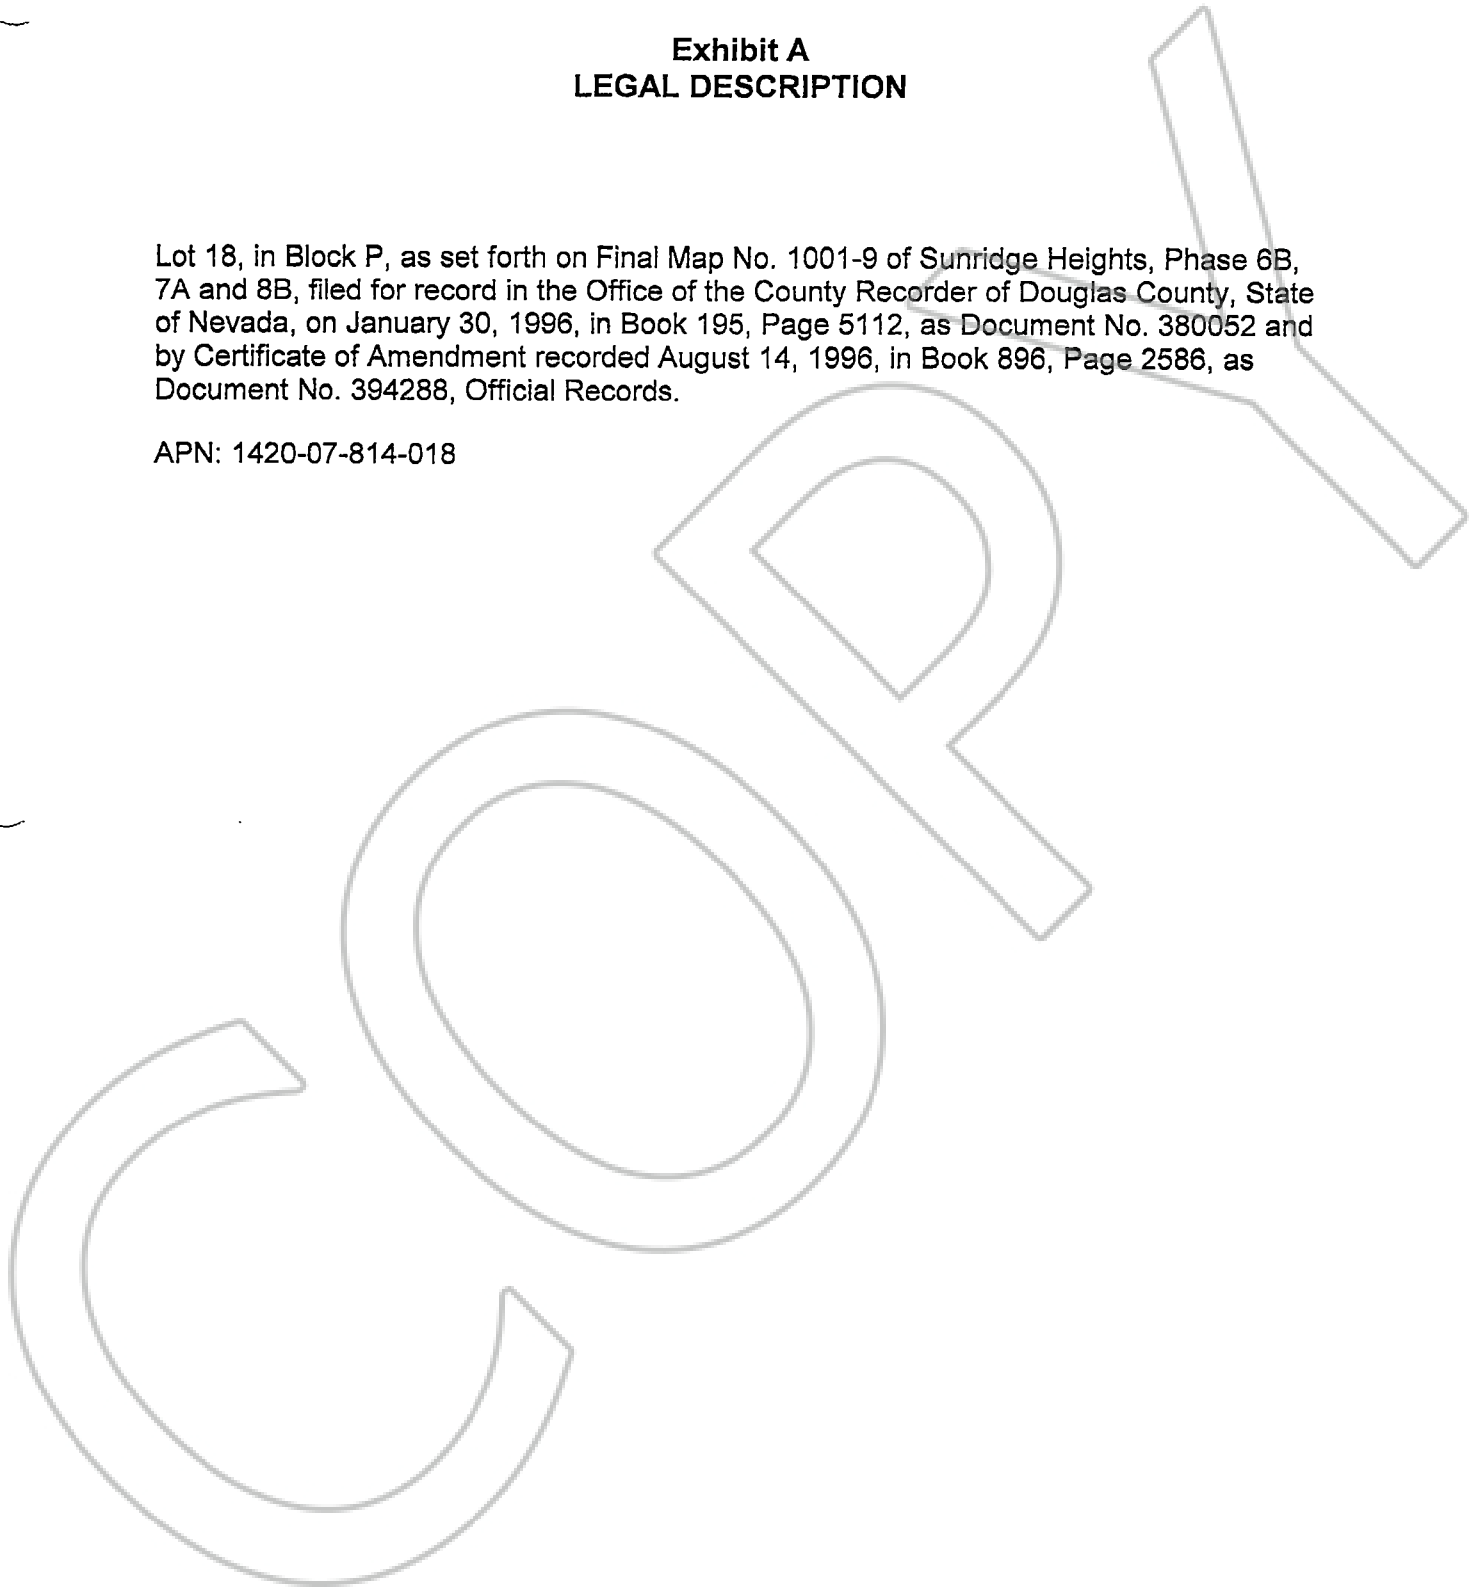 Exhibit A
LEGAL DESCRIPTION
Lot 18, in Block P, as set forth on Final Map No. 1001-9 of Sunridge Heights, Phase 6B,
7A and 8B, filed for record in the Office of the County Recorder of Douglas County, State
of Nevada, on January 30, 1996, in Book 195, Page 5112, as Document No. 380052 and
by Certificate of Amendment recorded August 14, 1996, in Book 896, Page 2586, as
Document No. 394288, Official Records.
APN: 1420-07-814-018
COPY